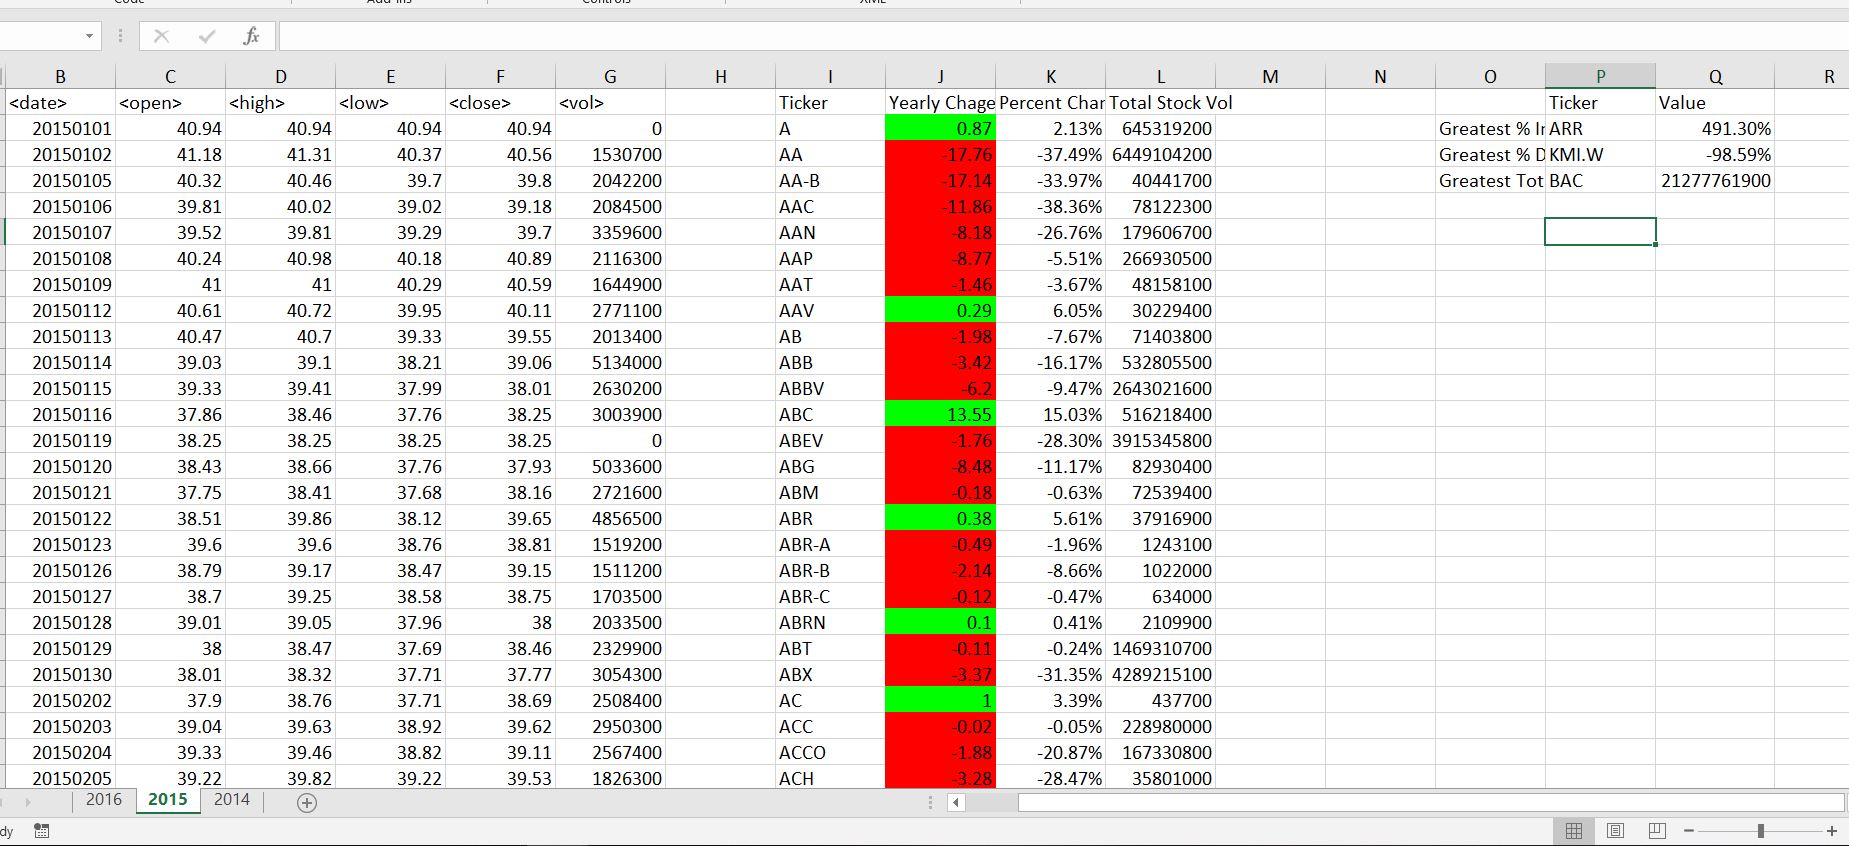 Code Add-ins Controls XML
fx
B C D E F G H I J K L M N O P Q R
<date> <open> <high> <low> <close> <vol> Ticker Yearly Chage Percent Char Total Stock Vol Ticker Value
20150101 40.94 40.94 40.94 40.94 0 A 0.87 2.13% 645319200 Greatest % In ARR 491.30%
20150102 41.18 41.31 40.37 40.56 1530700 AA -17.76 -37.49% 6449104200 Greatest % D KMI.W -98.59%
20150105 40.32 40.46 39.7 39.8 2042200 AA-B -17.14 -33.97% 40441700 Greatest Tot BAC 21277761900
20150106 39.81 40.02 39.02 39.18 2084500 AAC -11.86 -38.36% 78122300
20150107 39.52 39.81 39.29 39.7 3359600 AAN -8.18 -26.76% 179606700
20150108 40.24 40.98 40.18 40.89 2116300 AAP -8.77 -5.51% 266930500
20150109 41 41 40.29 40.59 1644900 AAT -1.46 -3.67% 48158100
20150112 40.61 40.72 39.95 40.11 2771100 AAV 0.29 6.05% 30229400
20150113 40.47 40.7 39.33 39.55 2013400 AB -1.98 -7.67% 71403800
20150114 39.03 39.1 38.21 39.06 5134000 ABB -3.42 -16.17% 532805500
20150115 39.33 39.41 37.99 38.01 2630200 ABBV -6.2 -9.47% 2643021600
20150116 37.86 38.46 37.76 38.25 3003900 ABC 13.55 15.03% 516218400
20150119 38.25 38.25 38.25 38.25 0 ABEV -1.76 -28.30% 3915345800
20150120 38.43 38.66 37.76 37.93 5033600 ABG -8.48 -11.17% 82930400
20150121 37.75 38.41 37.68 38.16 2721600 ABM -0.18 -0.63% 72539400
20150122 38.51 39.86 38.12 39.65 4856500 ABR 0.38 5.61% 37916900
20150123 39.6 39.6 38.76 38.81 1519200 ABR-A -0.49 -1.96% 1243100
20150126 38.79 39.17 38.47 39.15 1511200 ABR-B -2.14 -8.66% 1022000
20150127 38.7 39.25 38.58 38.75 1703500 ABR-C -0.12 -0.47% 634000
20150128 39.01 39.05 37.96 38 2033500 ABRN 0.1 0.41% 2109900
20150129 38 38.47 37.69 38.46 2329900 ABT -0.11 -0.24% 1469310700
20150130 38.01 38.32 37.71 37.77 3054300 ABX -3.37 -31.35% 4289215100
20150202 37.9 38.76 37.71 38.69 2508400 AC 1 3.39% 437700
20150203 39.04 39.63 38.92 39.62 2950300 ACC -0.02 -0.05% 228980000
20150204 39.33 39.46 38.82 39.11 2567400 ACCO -1.88 -20.87% 167330800
20150205 39.22 39.82 39.22 39.53 1826300 ACH -3.28 -28.47% 35801000
2016 2015 2014
dy